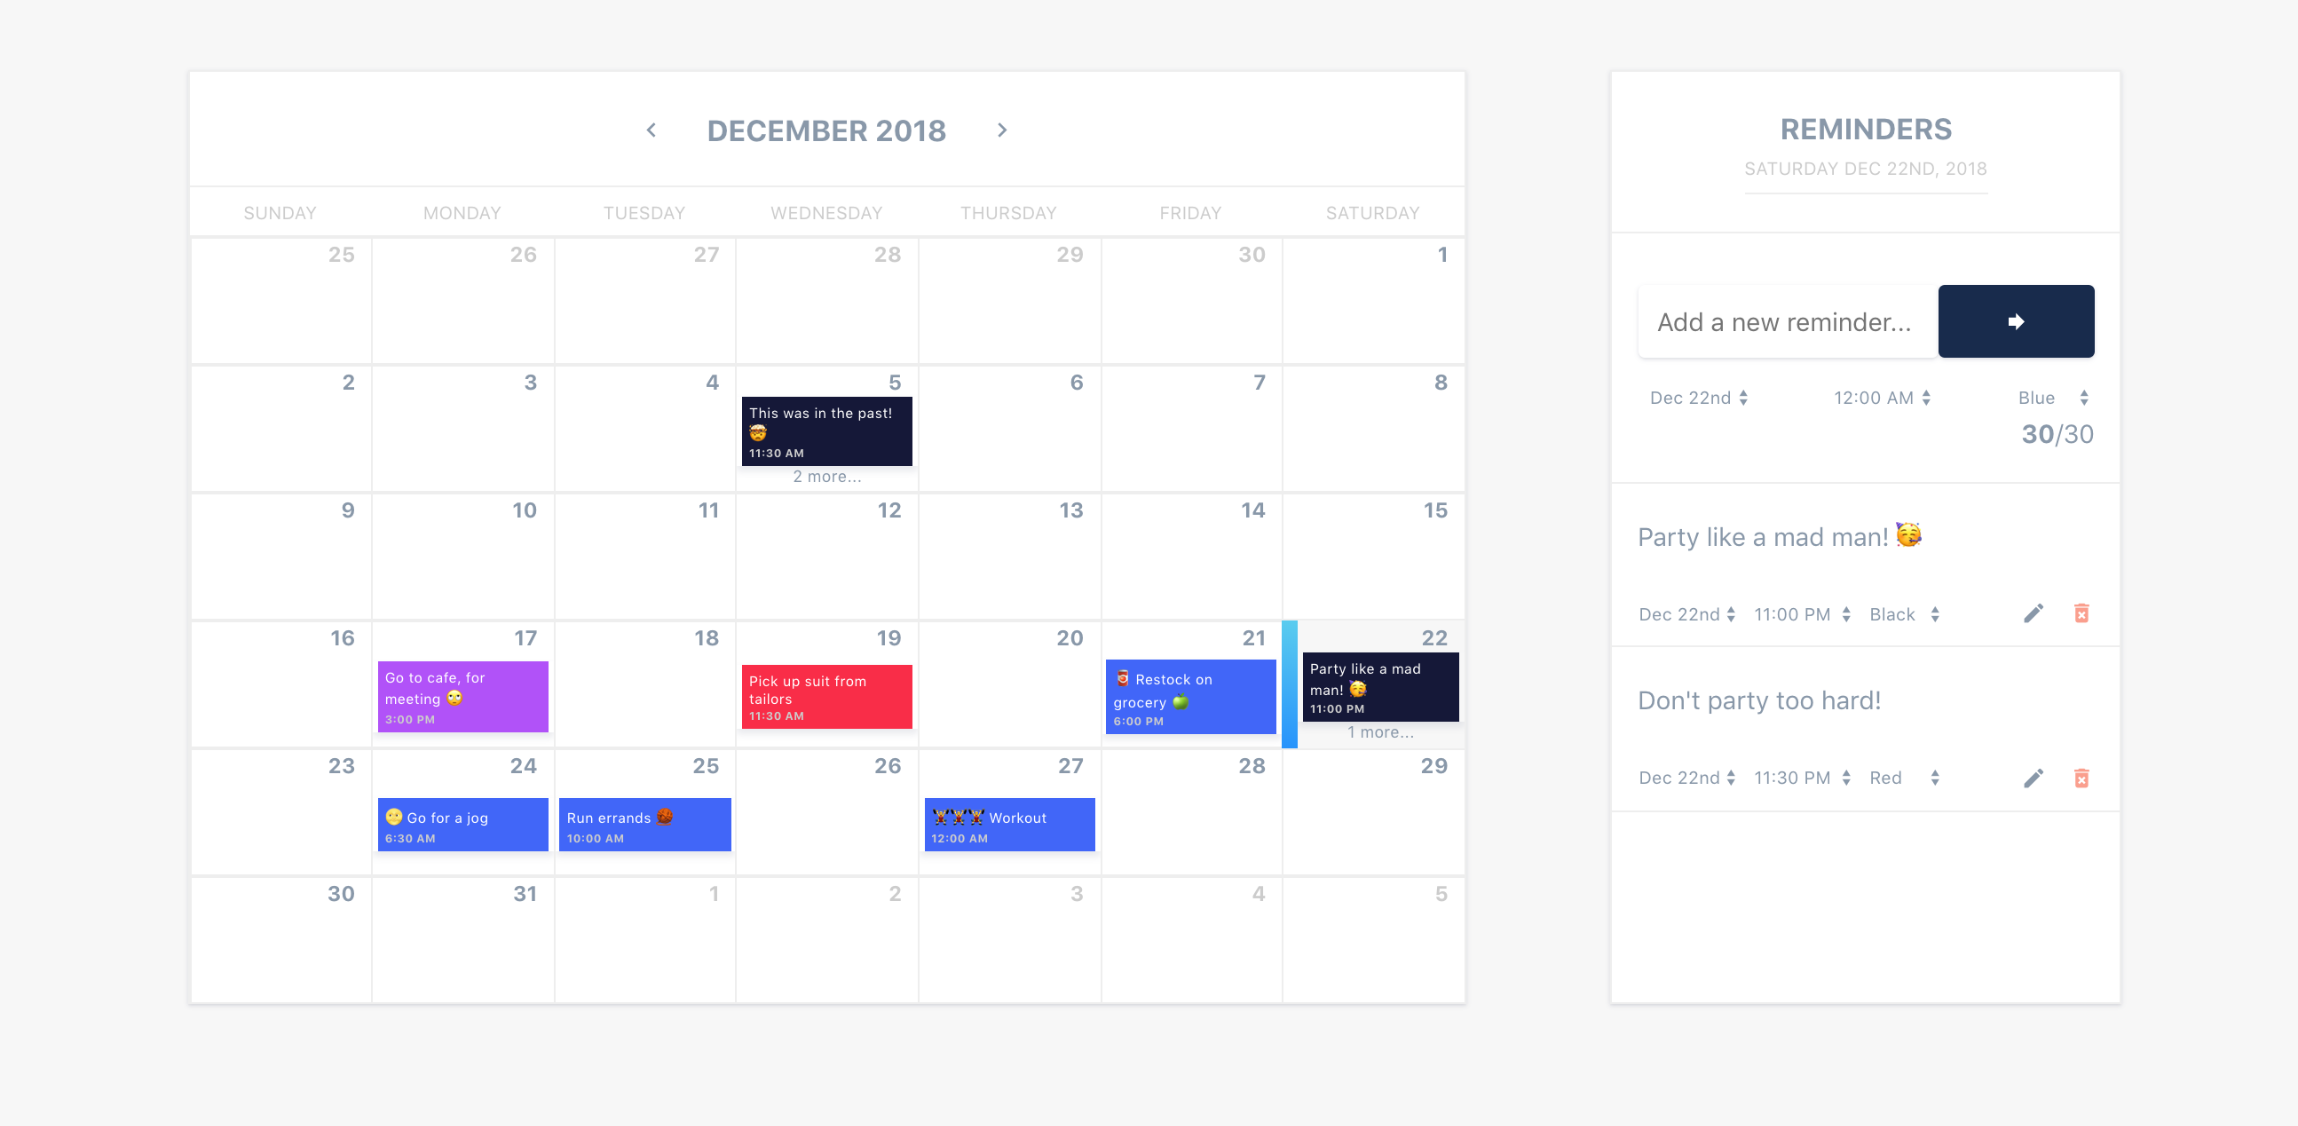 DECEMBER 2018
SUNDAY MONDAY TUESDAY WEDNESDAY THURSDAY FRIDAY SATURDAY
25 26 27 28 29 30 1
2 3 4 5 6 7 8
This was in the past!
🤯
11:30 AM
2 more...
9 10 11 12 13 14 15
16 17 18 19 20 21 22
Go to cafe, for
meeting 🙄
3:00 PM
Pick up suit from
tailors
11:30 AM
🥫 Restock on
grocery 🍏
6:00 PM
Party like a mad
man! 🥳
11:00 PM
1 more...
23 24 25 26 27 28 29
🌝 Go for a jog
6:30 AM
Run errands 🏀
10:00 AM
🏋🏋🏋 Workout
12:00 AM
30 31 1 2 3 4 5
REMINDERS
SATURDAY DEC 22ND, 2018
Add a new reminder...
Dec 22nd 12:00 AM Blue
30/30
Party like a mad man! 🥳
Dec 22nd 11:00 PM Black
Don't party too hard!
Dec 22nd 11:30 PM Red